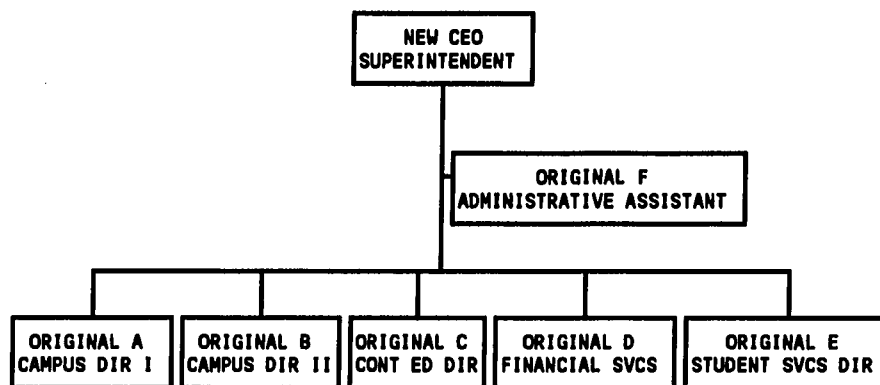 NEW CEO
SUPERINTENDENT
ORIGINAL F
ADMINISTRATIVE ASSISTANT
ORIGINAL A
CAMPUS DIR I
ORIGINAL B
CAMPUS DIR II
ORIGINAL C
CONT ED DIR
ORIGINAL D
FINANCIAL SVCS
ORIGINAL E
STUDENT SVCS DIR